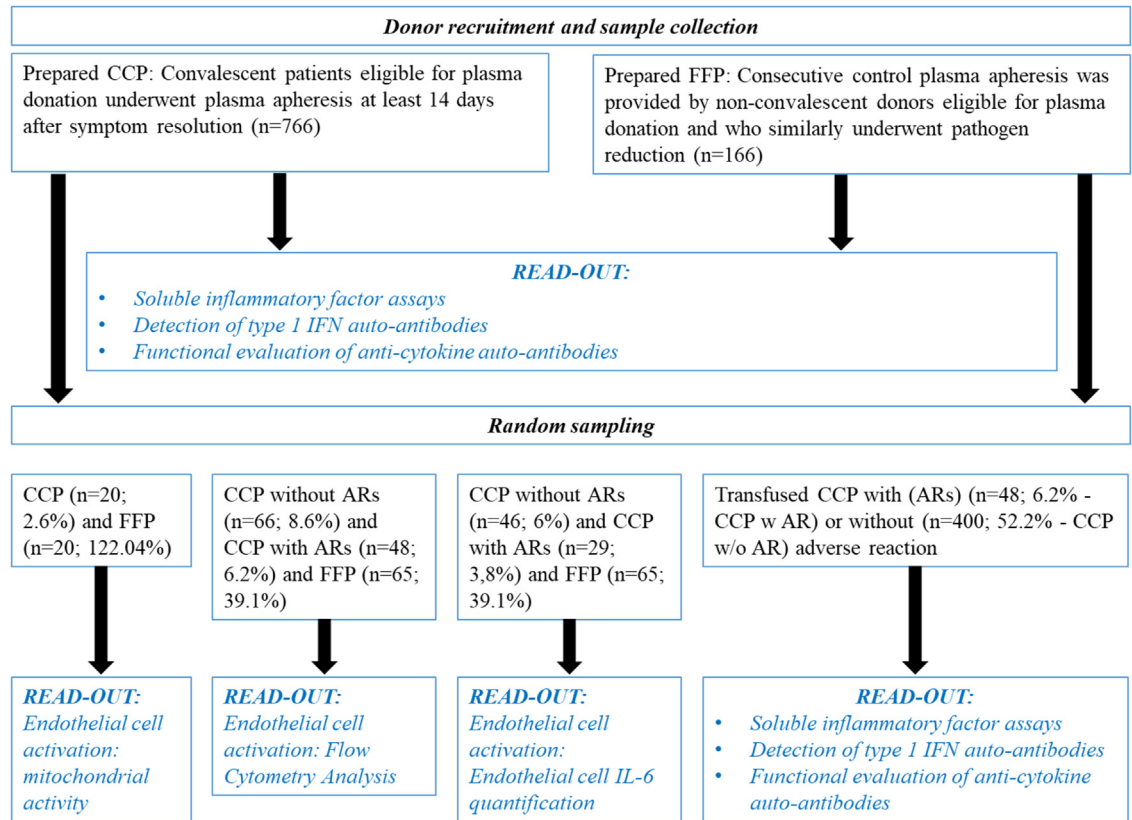 Donor recruitment and sample collection
Prepared CCP: Convalescent patients eligible for plasma
donation underwent plasma apheresis at least 14 days
after symptom resolution (n=766)
Prepared FFP: Consecutive control plasma apheresis was
provided by non-convalescent donors eligible for plasma
donation and who similarly underwent pathogen
reduction (n=166)
READ-OUT:
• Soluble inflammatory factor assays
• Detection of type 1 IFN auto-antibodies
• Functional evaluation of anti-cytokine auto-antibodies
Random sampling
CCP (n=20;
2.6%) and FFP
(n=20; 122.04%)
CCP without ARs
(n=66; 8.6%) and
CCP with ARs (n=48;
6.2%) and FFP (n=65;
39.1%)
CCP without ARs
(n=46; 6%) and CCP
with ARs (n=29;
3,8%) and FFP (n=65;
39.1%)
Transfused CCP with (ARs) (n=48; 6.2% -
CCP w AR) or without (n=400; 52.2% - CCP
w/o AR) adverse reaction
READ-OUT:
Endothelial cell
activation:
mitochondrial
activity
READ-OUT:
Endothelial cell
activation: Flow
Cytometry Analysis
READ-OUT:
Endothelial cell
activation:
Endothelial cell IL-6
quantification
READ-OUT:
• Soluble inflammatory factor assays
• Detection of type 1 IFN auto-antibodies
• Functional evaluation of anti-cytokine
auto-antibodies